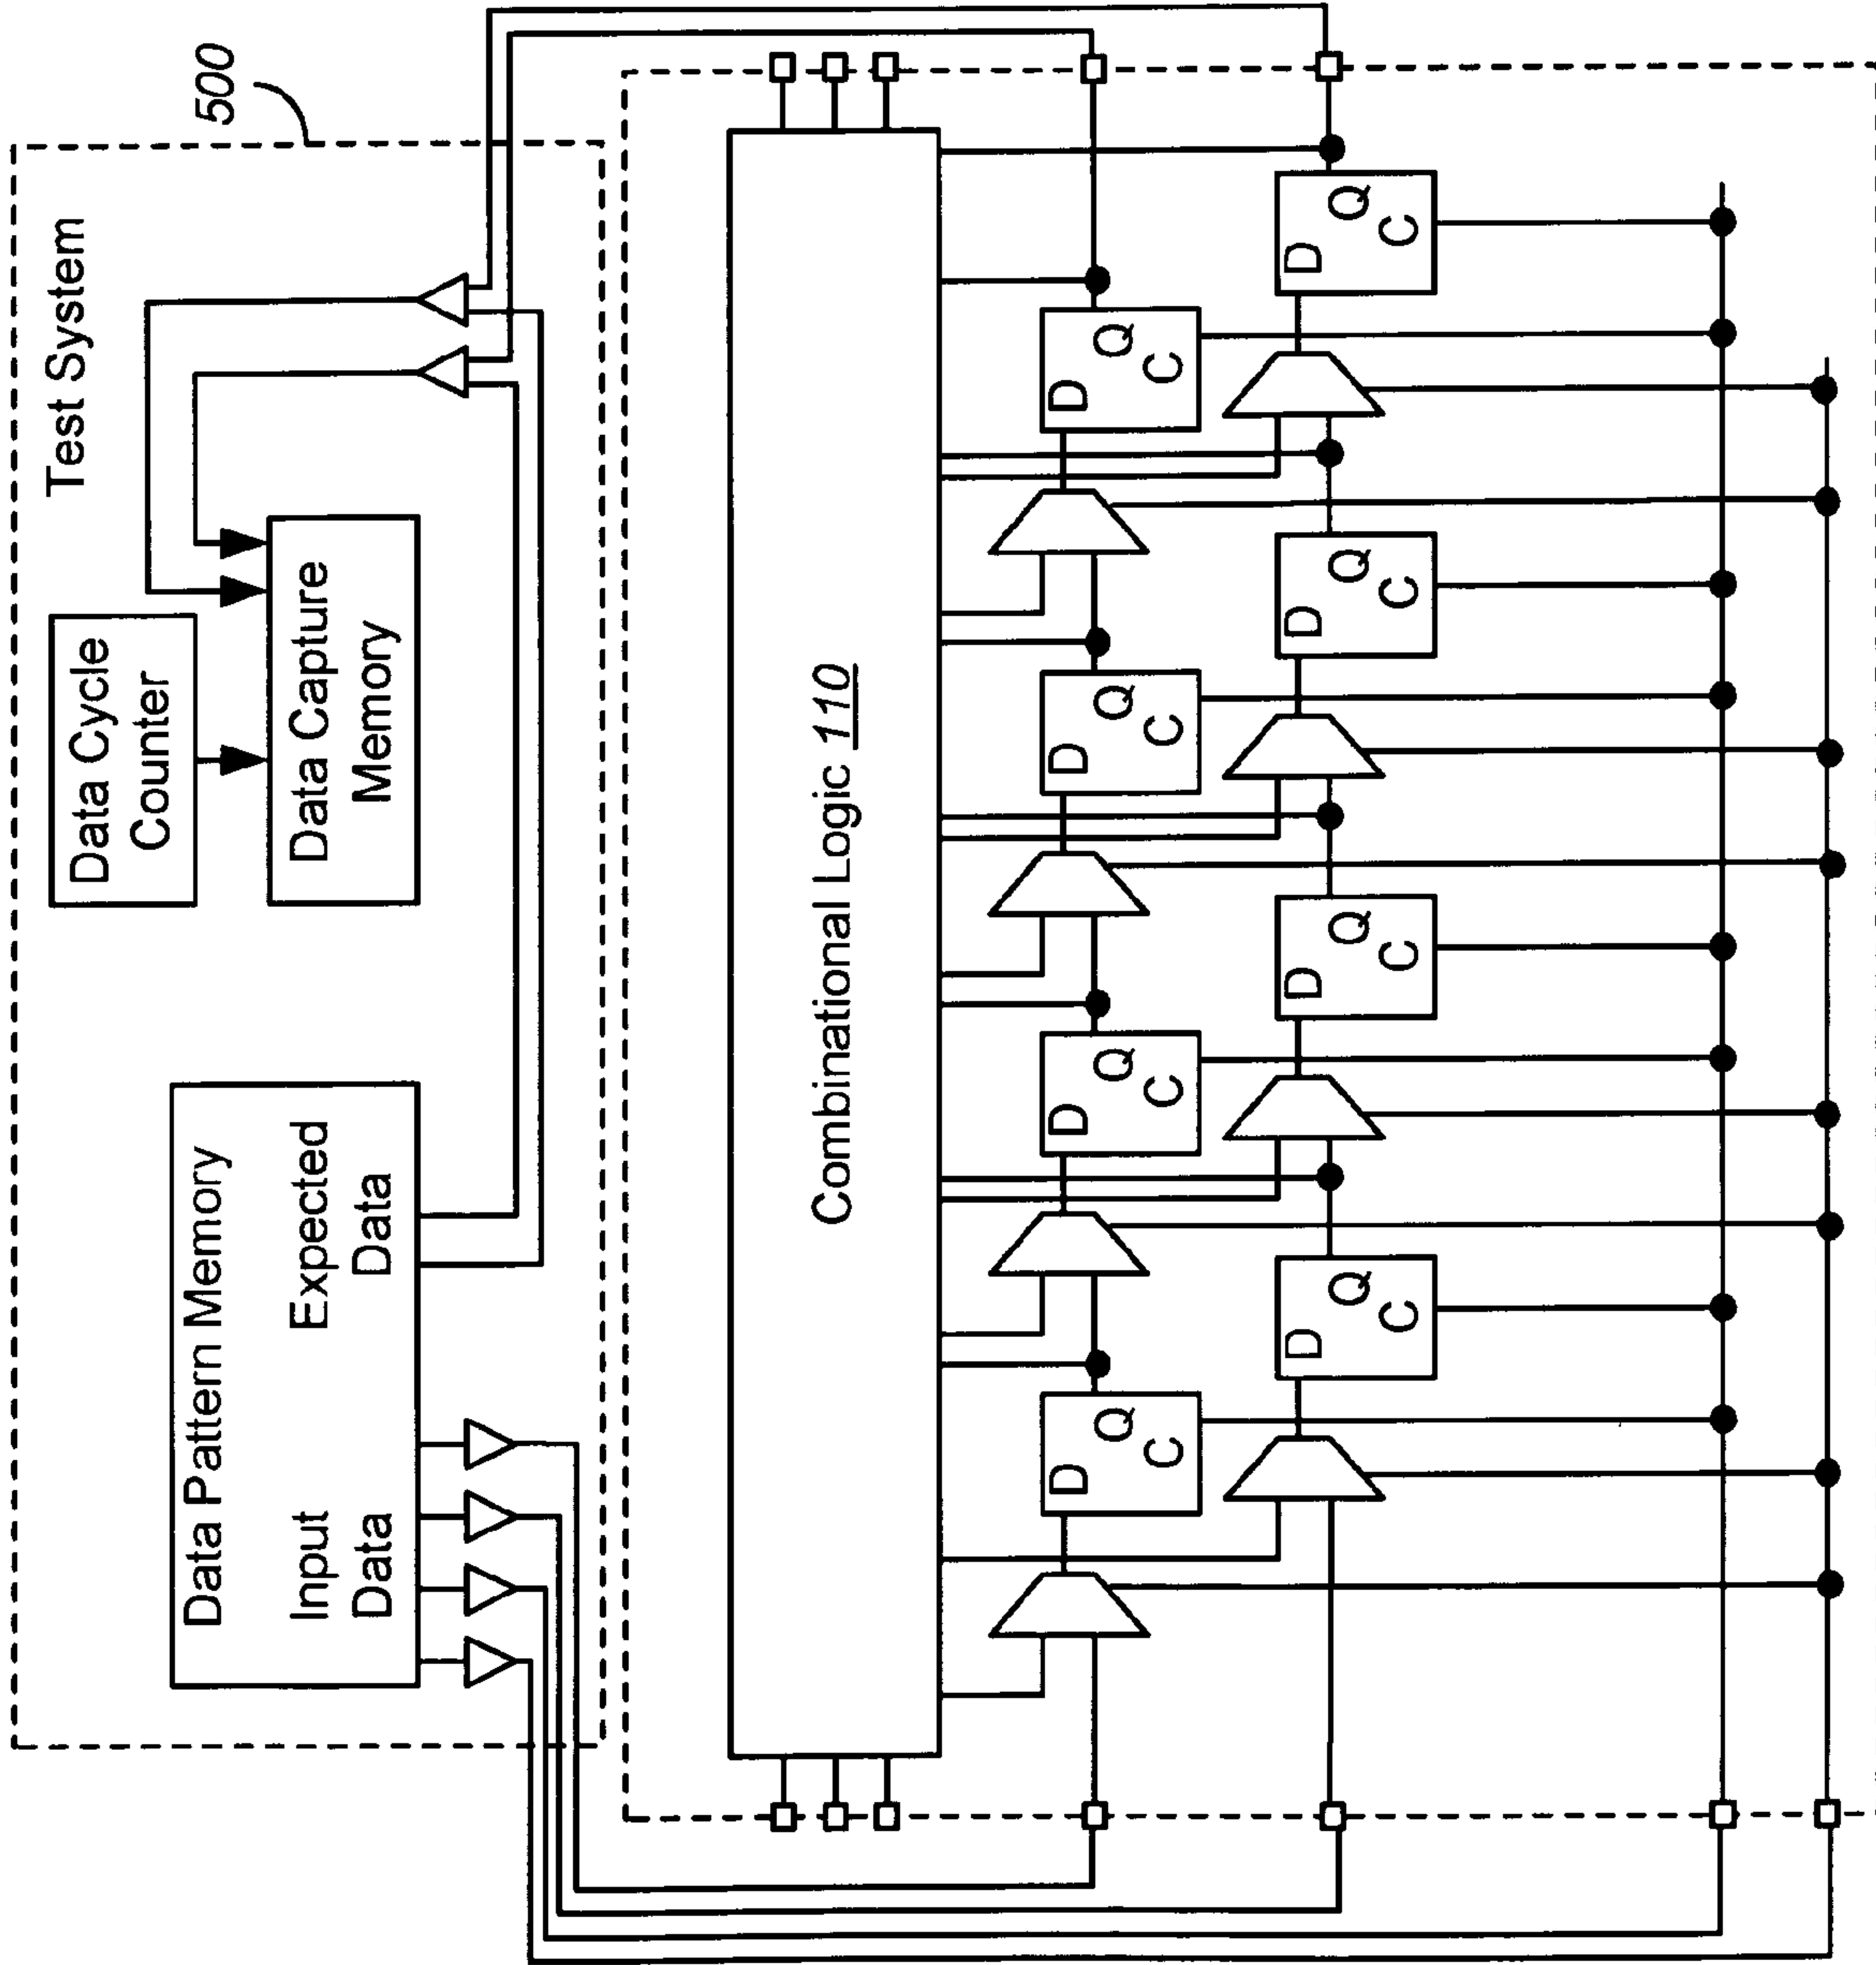 500
Test System
Data Cycle
Counter
Data Capture
Memory
Data Pattern Memory
Input
Data
Expected
Data
Combinational Logic 110
D
Q
C
D
Q
C
D
Q
C
D
Q
C
D
Q
C
D
Q
C
D
Q
C
D
Q
C